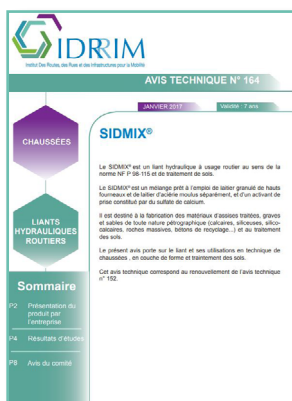 IDRRIM
Institut Des Routes, des Rues et des Infrastructures pour la Mobilité
AVIS TECHNIQUE N° 164
JANVIER 2017
Validité : 7 ans
CHAUSSÉES
LIANTS
HYDRAULIQUES
ROUTIERS
Sommaire
P2 Présentation du
produit par
l'entreprise
P4 Résultats d'études
P8 Avis du comité
SIDMIX®
Le SIDMIX® est un liant hydraulique à usage routier au sens de la
norme NF P 98-115 et de traitement de sols.
Le SIDMIX® est un mélange prêt à l'emploi de laitier granulé de hauts
fourneaux et de laitier d'aciérie moulus séparément, et d'un activant de
prise constitué par du sulfate de calcium.
Il est destiné à la fabrication des matériaux d'assises traitées, graves
et sables de toute nature pétrographique (calcaires, siliceuses, silico-
calcaires, roches massives, bétons de recyclage...) et au traitement
des sols.
Le présent avis porte sur le liant et ses utilisations en technique de
chaussées , en couche de forme et traintement des sols.
Cet avis technique correspond au renouvellement de l'avis technique
n° 152.